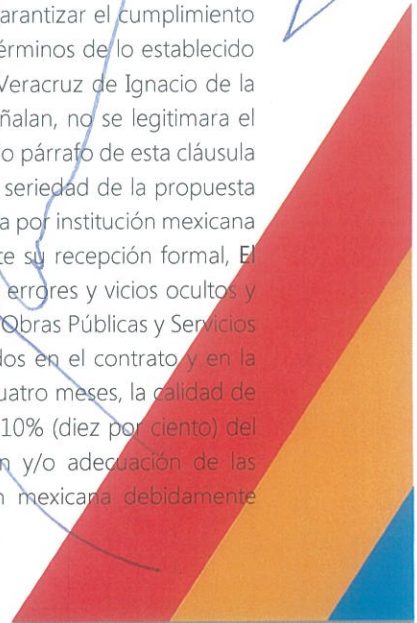 arantizar el cumplimiento
érminos de lo establecido
Veracruz de Ignacio de la
ñalan, no se legitimara el
o párrafo de esta cláusula
seriedad de la propuesta
a por institución mexicana
te su recepción formal, El
errores y vicios ocultos y
Obras Públicas y Servicios
dos en el contrato y en la
uatro meses, la calidad de
10% (diez por ciento) del
n y/o adecuación de las
n mexicana debidamente